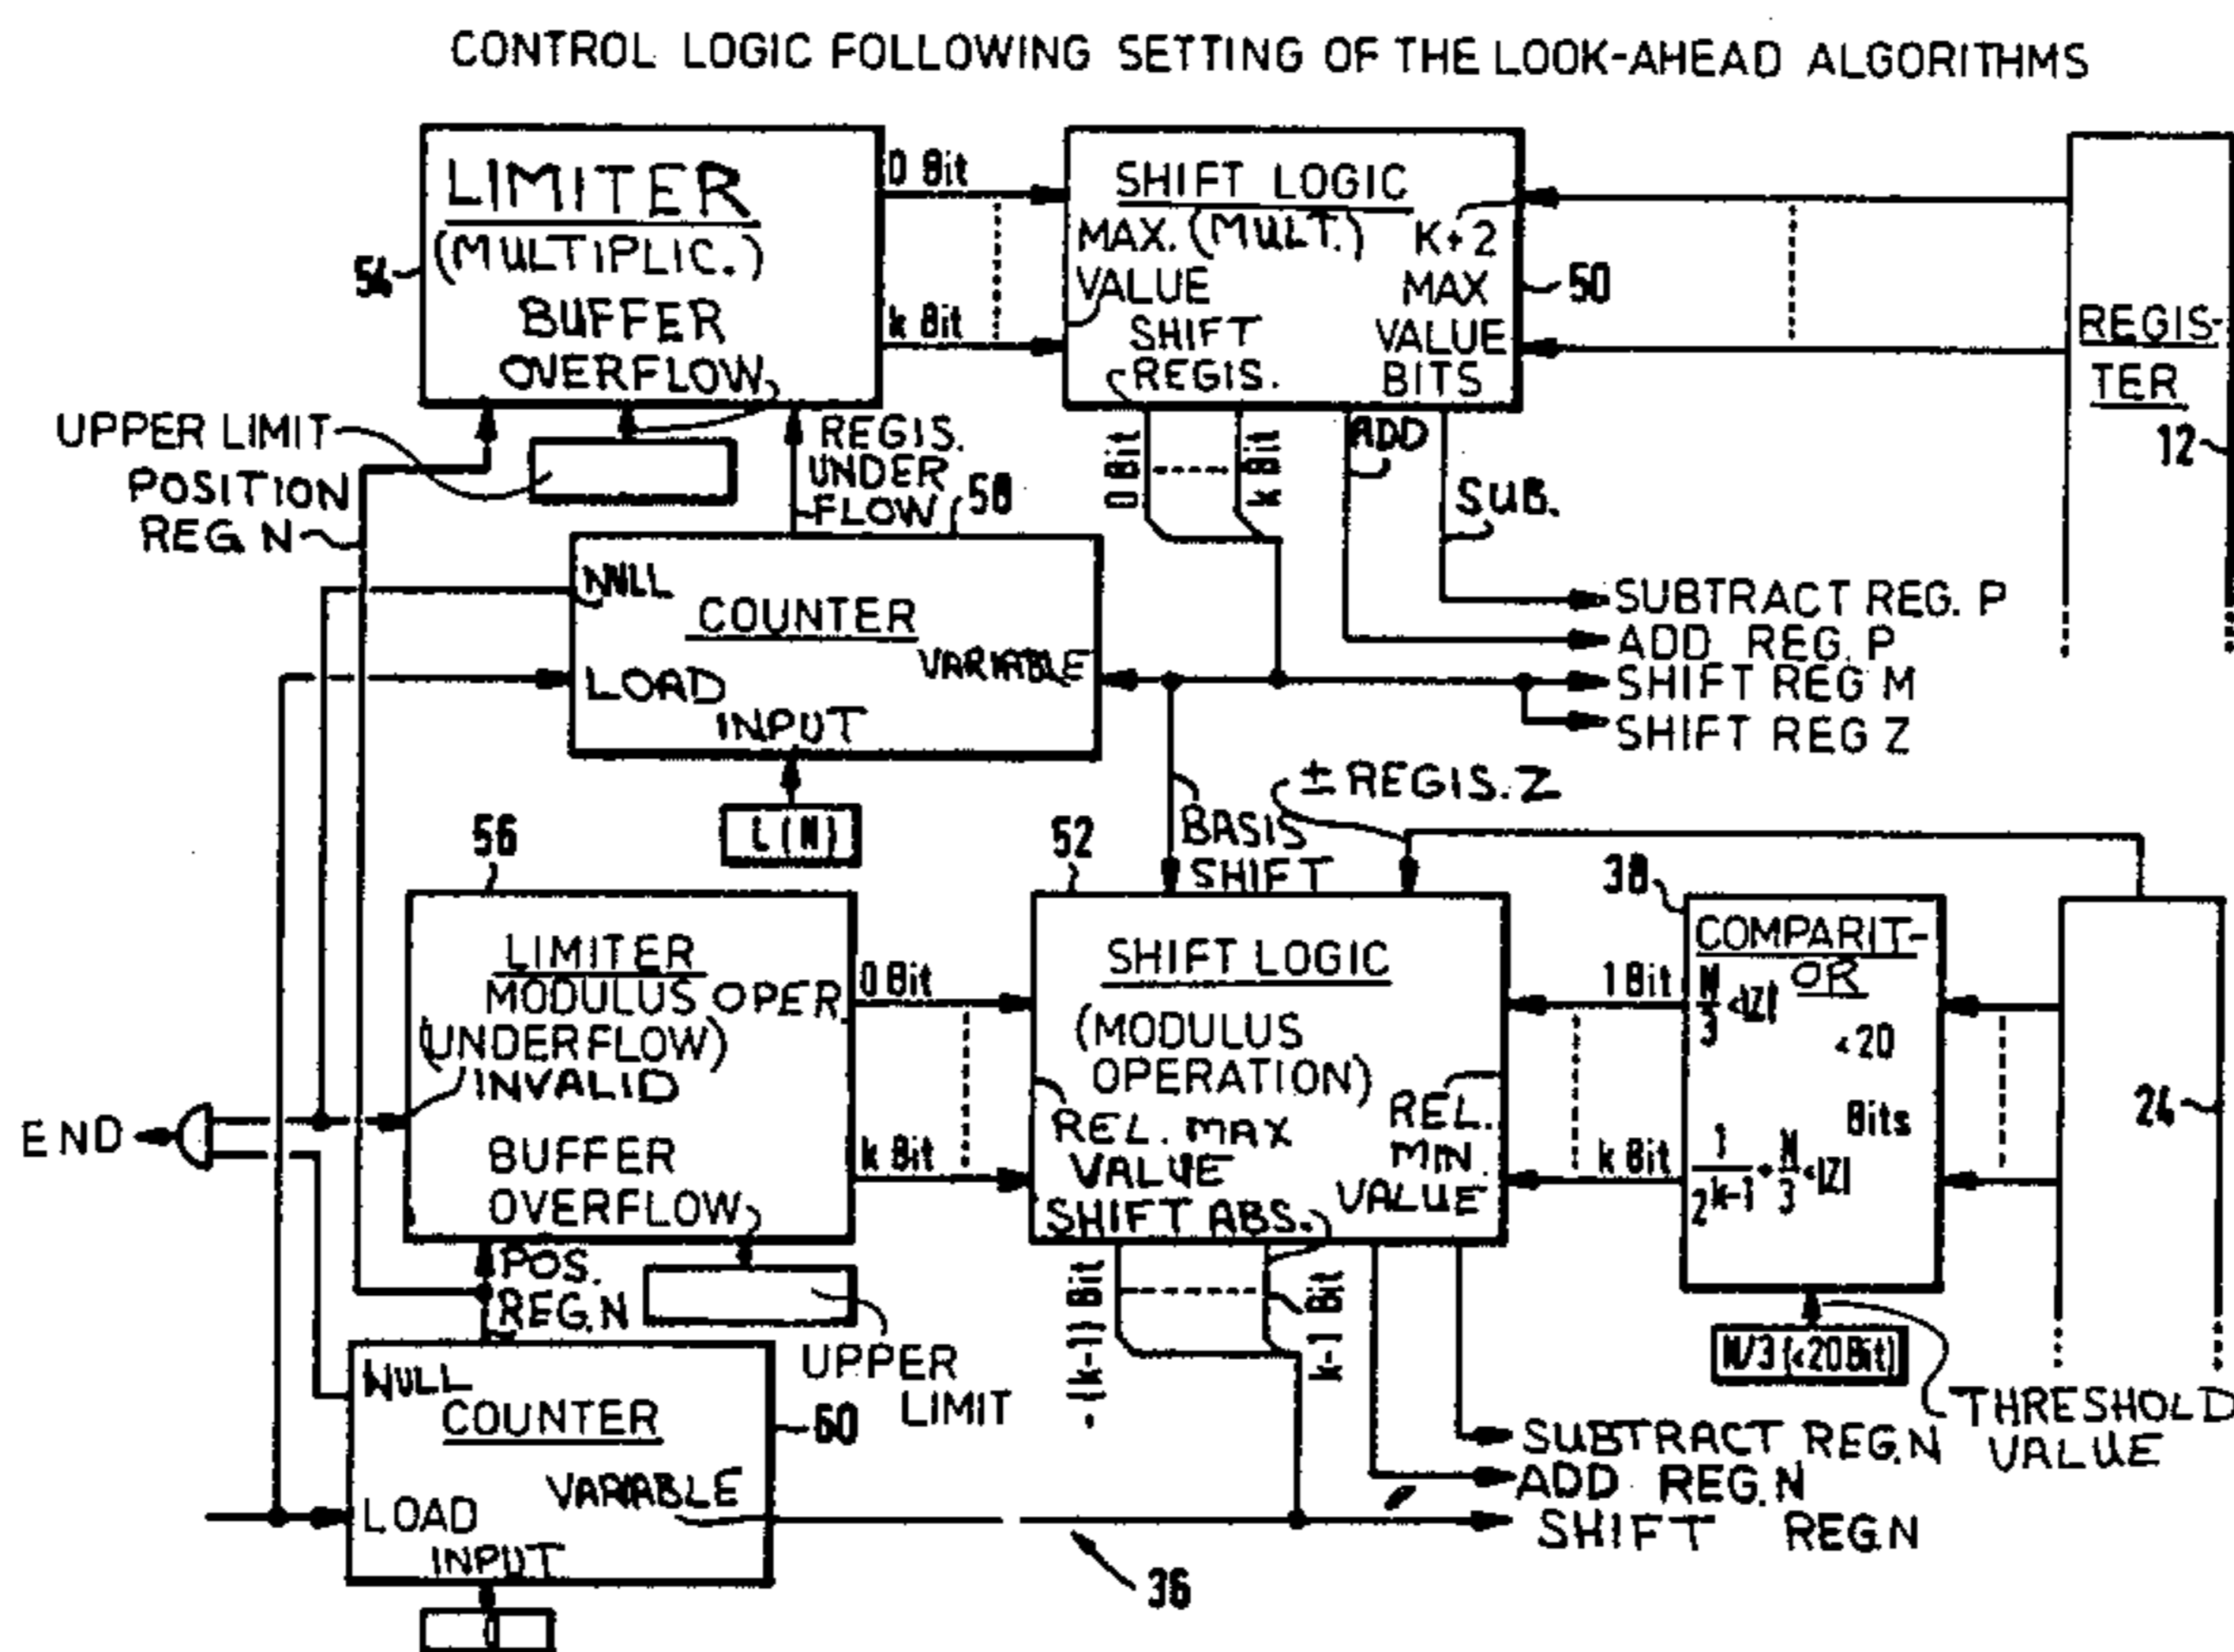 CONTROL LOGIC FOLLOWING SETTING OF THE LOOK-AHEAD ALGORITHMS
LIMITER
(MULTIPLIC.)
BUFFER
OVERFLOW
54
0 Bit
k Bit
SHIFT LOGIC
MAX. (MULT.)
VALUE
SHIFT
REGIS.
K+2
MAX
VALUE
BITS
50
REGIS-
TER
12
UPPER LIMIT
POSITION
REG. N
REGIS.
UNDER
FLOW
58
0 Bit
k Bit
ADD
SUB.
NULL
COUNTER
VARIABLE
LOAD
INPUT
L(N)
SUBTRACT REG. P
ADD REG. P
SHIFT REG M
SHIFT REG Z
± REGIS. Z
BASIS
SHIFT
56
LIMITER
MODULUS OPER.
(UNDERFLOW)
INVALID
BUFFER
OVERFLOW
0 Bit
k Bit
52
SHIFT LOGIC
(MODULUS
OPERATION)
REL. MAX
VALUE
SHIFT ABS.
REL.
MIN.
VALUE
1 Bit
k Bit
38
COMPARIT-
OR
N/3 <|Z|
<20
Bits
1/2^k-1 · N/3 <|Z|
24
END
POS.
REG.N
UPPER
LIMIT
-(k-1) Bit
k-1 Bit
N/3 (<20Bit)
THRESHOLD
VALUE
NULL
COUNTER
60
VARIABLE
LOAD
INPUT
SUBTRACT REG.N
ADD REG.N
SHIFT REG.N
36